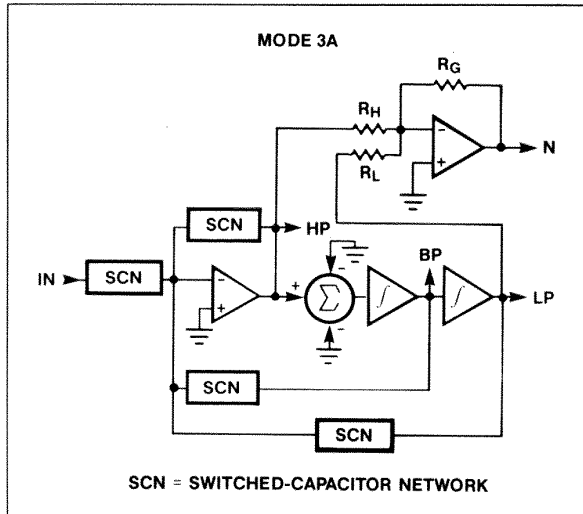 MODE 3A
RG
RH
N
RL
SCN
HP
BP
IN
SCN
+
Σ
∫
∫
LP
SCN
SCN
SCN = SWITCHED-CAPACITOR NETWORK